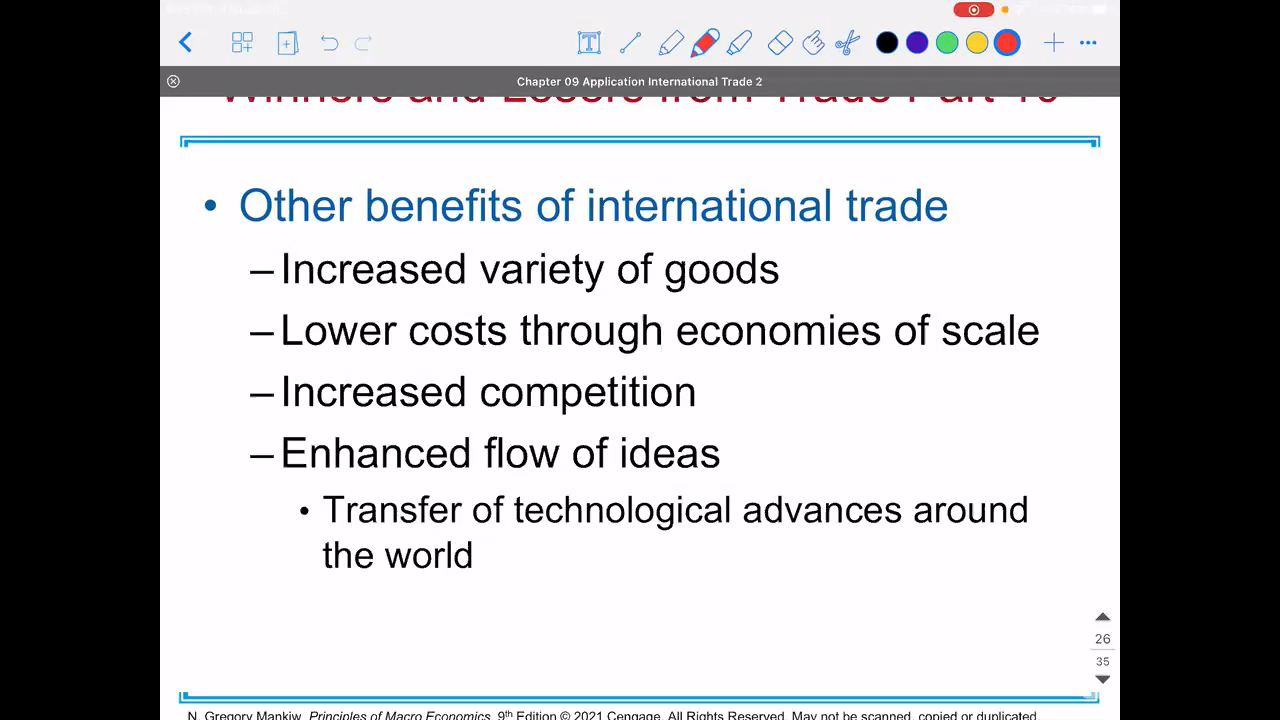 Chapter 09 Application International Trade 2
Winners and Losers from Trade Part 10
• Other benefits of international trade
– Increased variety of goods
– Lower costs through economies of scale
– Increased competition
– Enhanced flow of ideas
• Transfer of technological advances around
the world
26
35
N. Gregory Mankiw, Principles of Macro Economics, 9th Edition © 2021 Cengage. All Rights Reserved. May not be scanned, copied or duplicated,